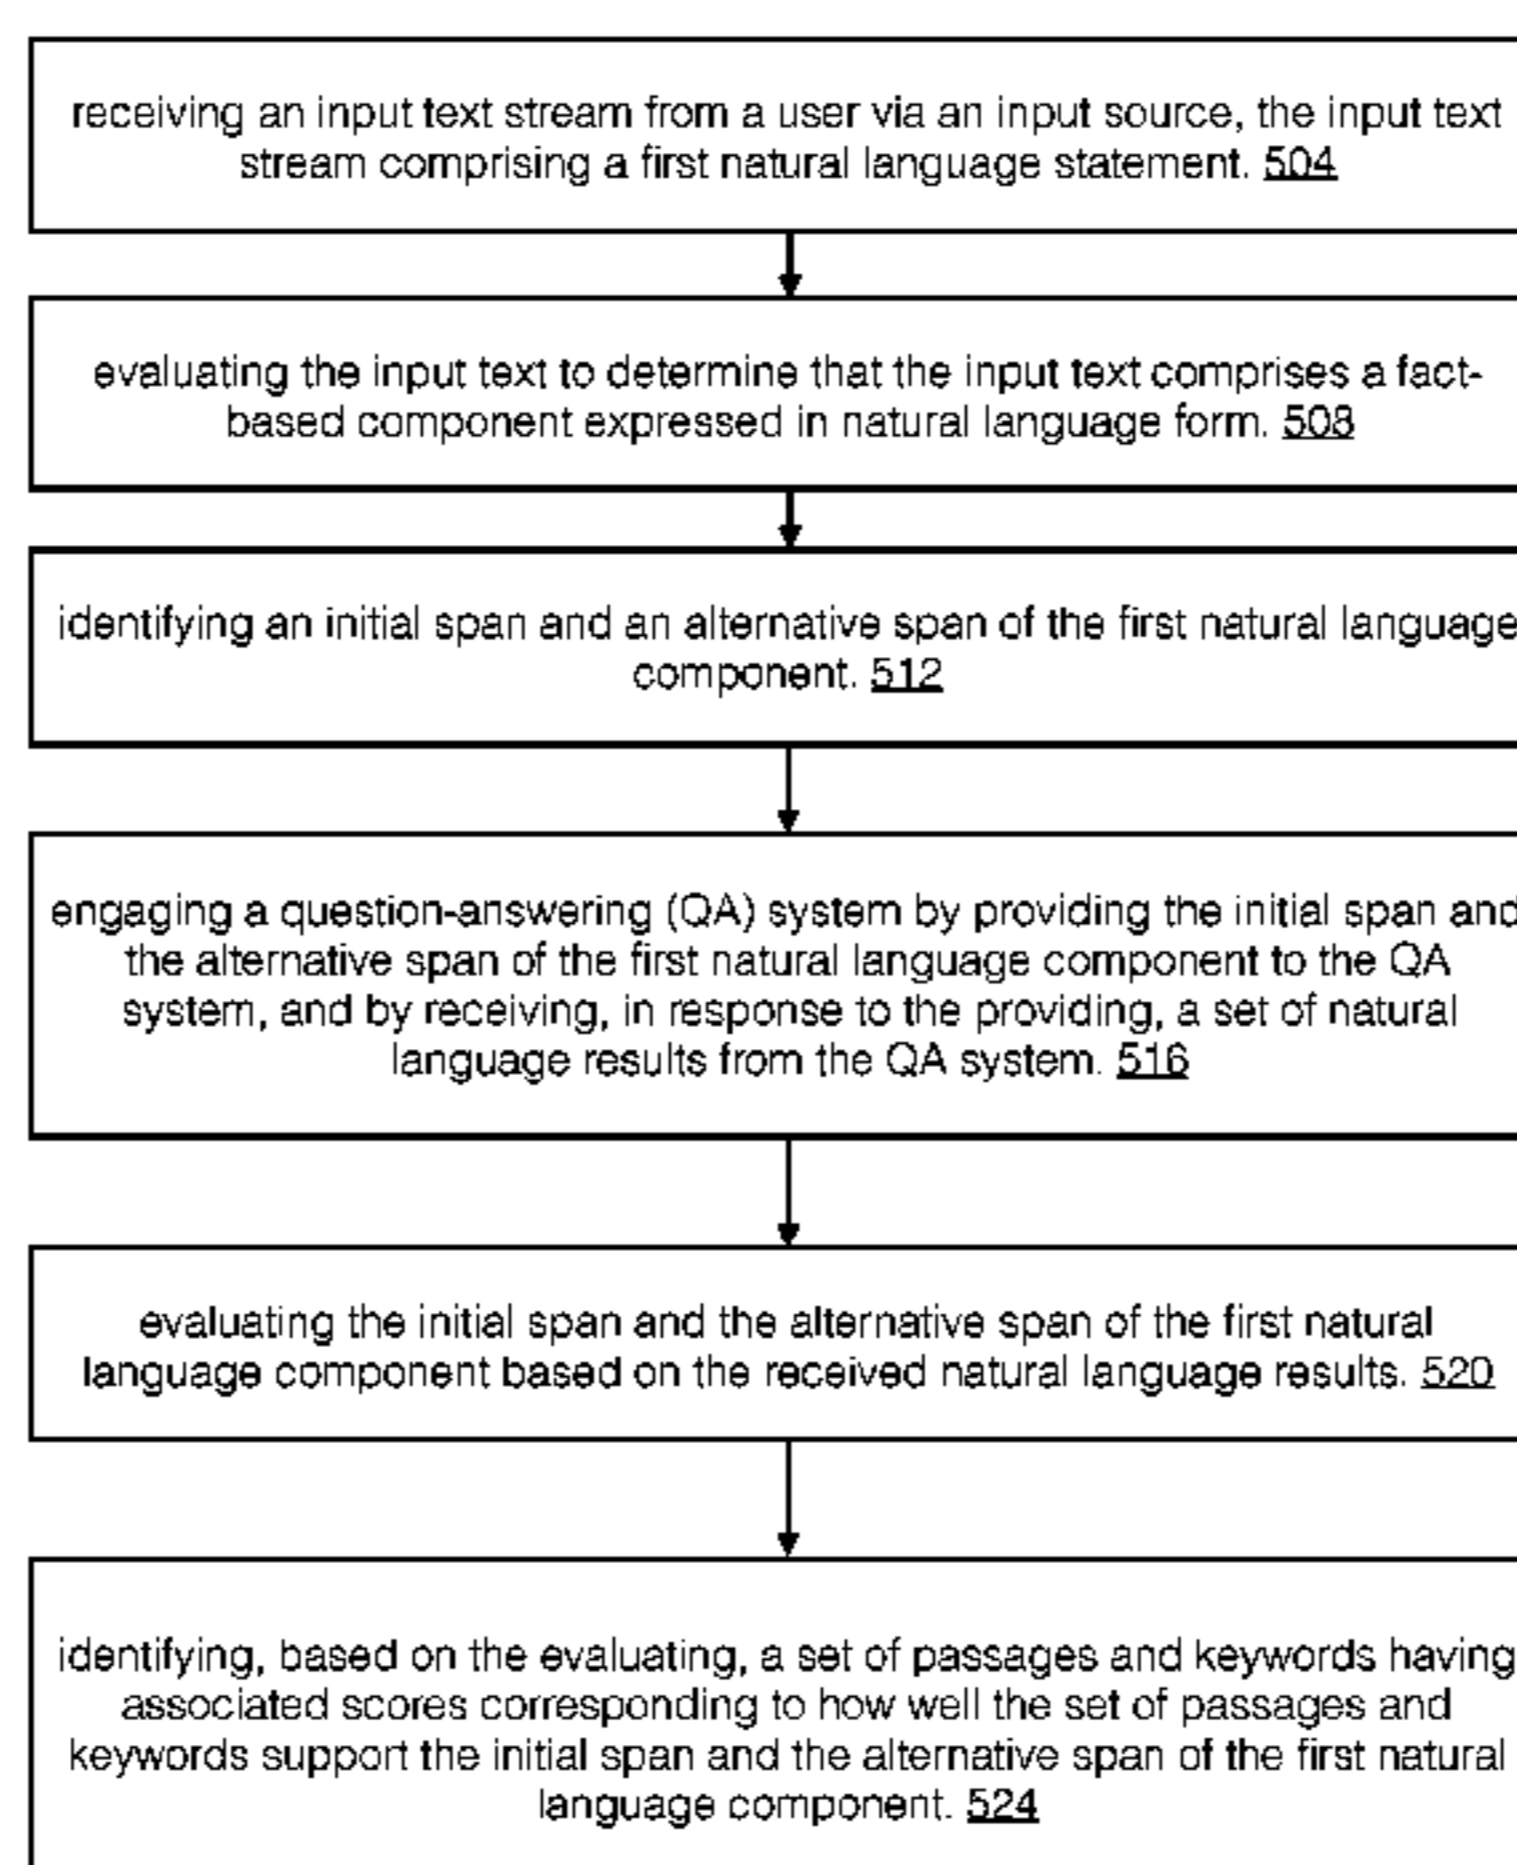 receiving an input text stream from a user via an input source, the input text
stream comprising a first natural language statement. 504
evaluating the input text to determine that the input text comprises a fact-
based component expressed in natural language form. 508
identifying an initial span and an alternative span of the first natural language
component. 512
engaging a question-answering (QA) system by providing the initial span and
the alternative span of the first natural language component to the QA
system, and by receiving, in response to the providing, a set of natural
language results from the QA system. 516
evaluating the initial span and the alternative span of the first natural
language component based on the received natural language results. 520
identifying, based on the evaluating, a set of passages and keywords having
associated scores corresponding to how well the set of passages and
keywords support the initial span and the alternative span of the first natural
language component. 524